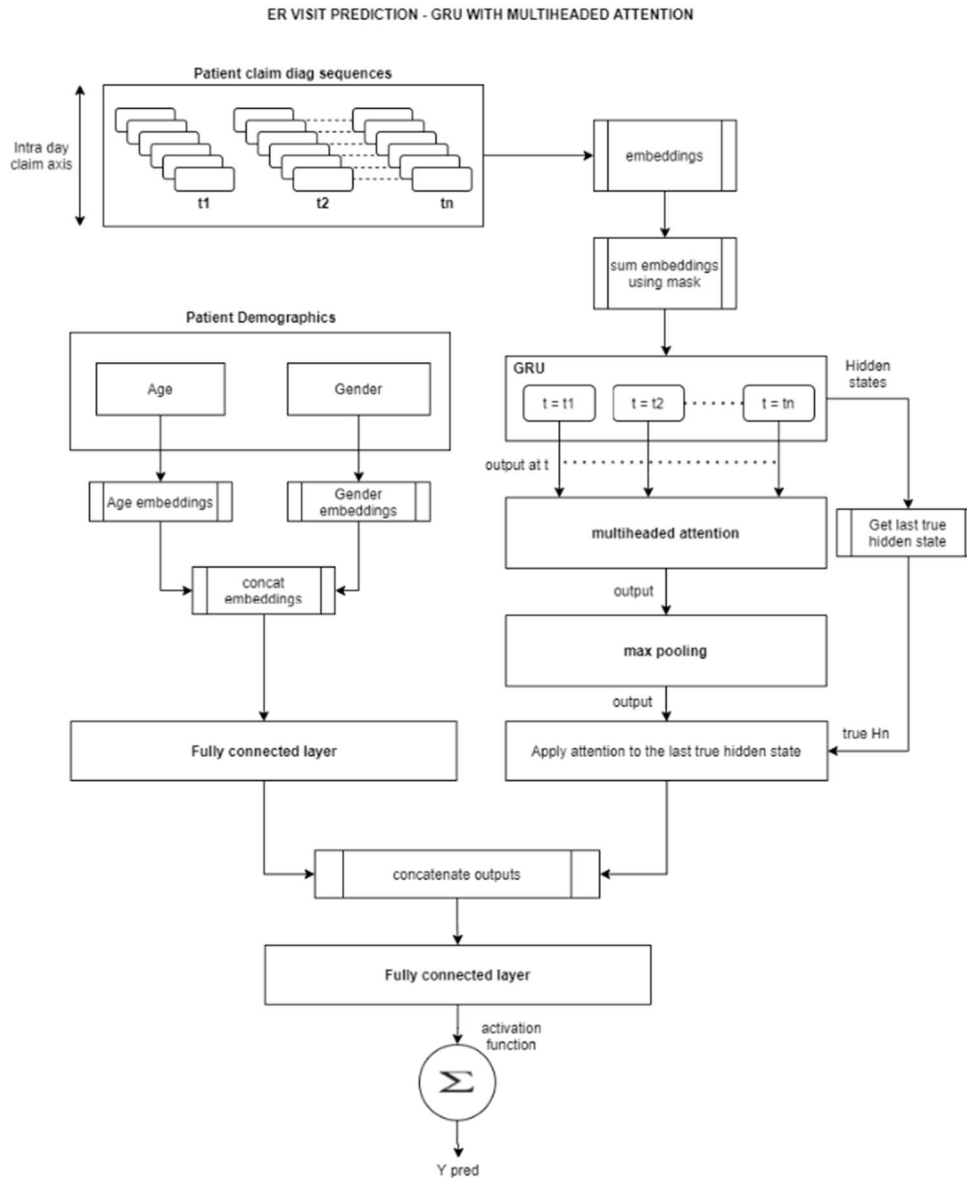 ER VISIT PREDICTION - GRU WITH MULTIHEADED ATTENTION
Patient claim diag sequences
Intra day
claim axis
t1
t2
tn
embeddings
sum embeddings
using mask
Patient Demographics
Age
Gender
Age embeddings
Gender
embeddings
concat
embeddings
Fully connected layer
GRU
Hidden
states
t = t1
t = t2
t = tn
output at t
multiheaded attention
Get last true
hidden state
output
max pooling
output
true Hn
Apply attention to the last true hidden state
concatenate outputs
Fully connected layer
activation
function
Σ
Y pred